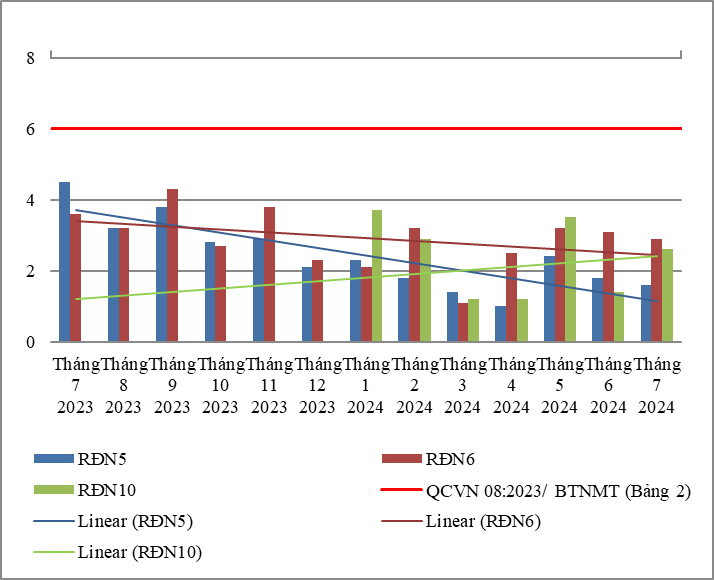 8
6
4
2
0
Tháng Tháng Tháng Tháng Tháng Tháng Tháng Tháng Tháng Tháng Tháng Tháng Tháng
7 8 9 10 11 12 1 2 3 4 5 6 7
2023 2023 2023 2023 2023 2023 2024 2024 2024 2024 2024 2024 2024
RĐN5 RĐN6
RĐN10 QCVN 08:2023/ BTNMT (Bảng 2)
Linear (RĐN5) Linear (RĐN6)
Linear (RĐN10)